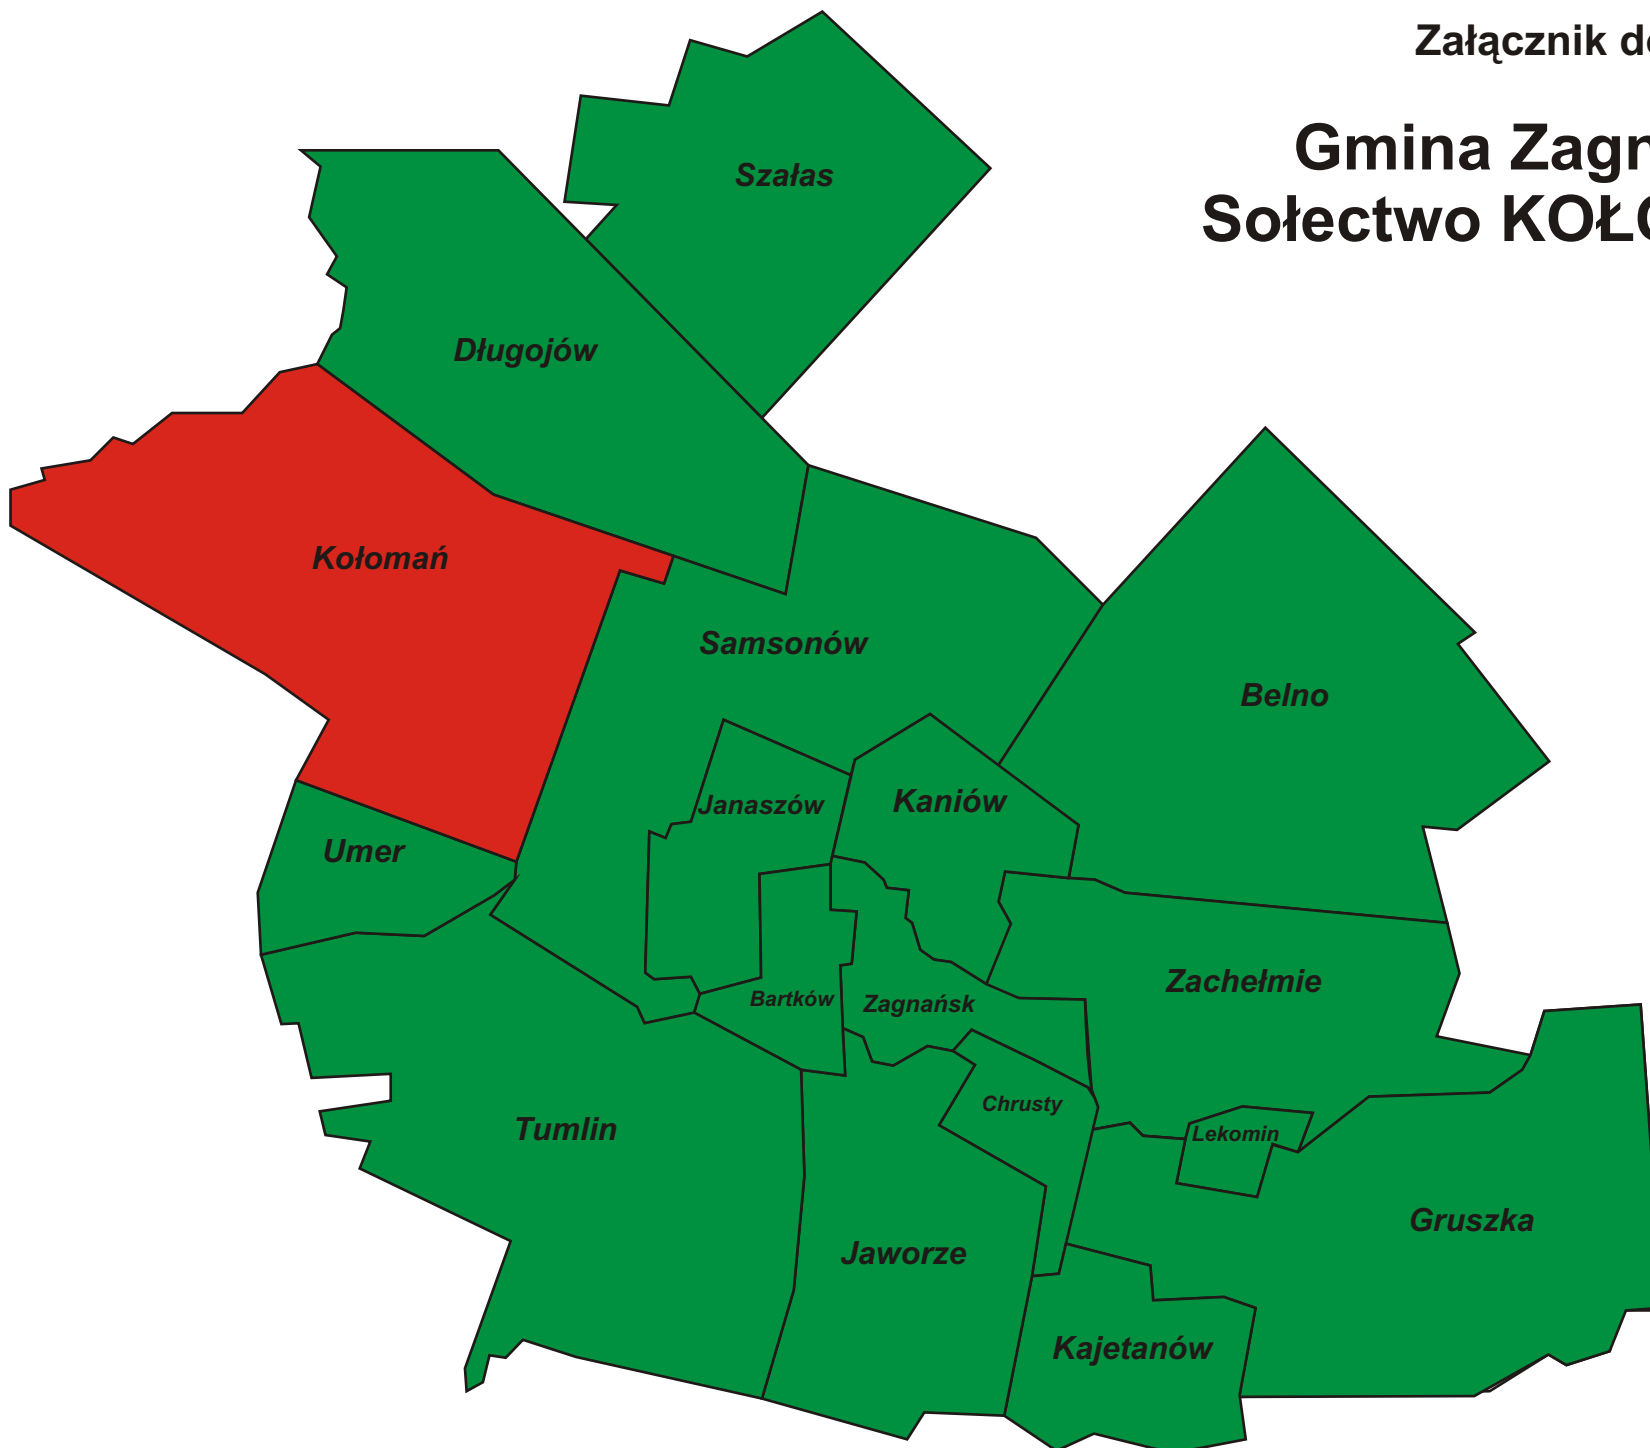 Załącznik do
Gmina Zagn
Sołectwo KOŁO
Szałas
Długojów
Kołomań
Samsonów
Belno
Janaszów
Kaniów
Umer
Zachełmie
Bartków
Zagnańsk
Chrusty
Tumlin
Lekomin
Gruszka
Jaworze
Kajetanów